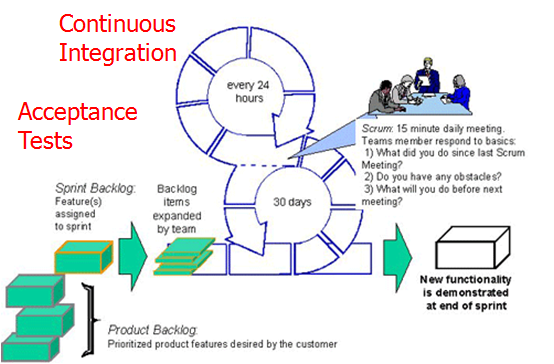 Continuous
Integration
Acceptance
Tests
every 24
hours
Scrum: 15 minute daily meeting.
Teams member respond to basics:
1) What did you do since last Scrum
Meeting?
2) Do you have any obstacles?
3) What will you do before next
meeting?
Sprint Backlog:
Feature(s)
assigned
to sprint
Backlog
items
expanded
by team
30 days
New functionality
is demonstrated
at end of sprint
Product Backlog:
Prioritized product features desired by the customer